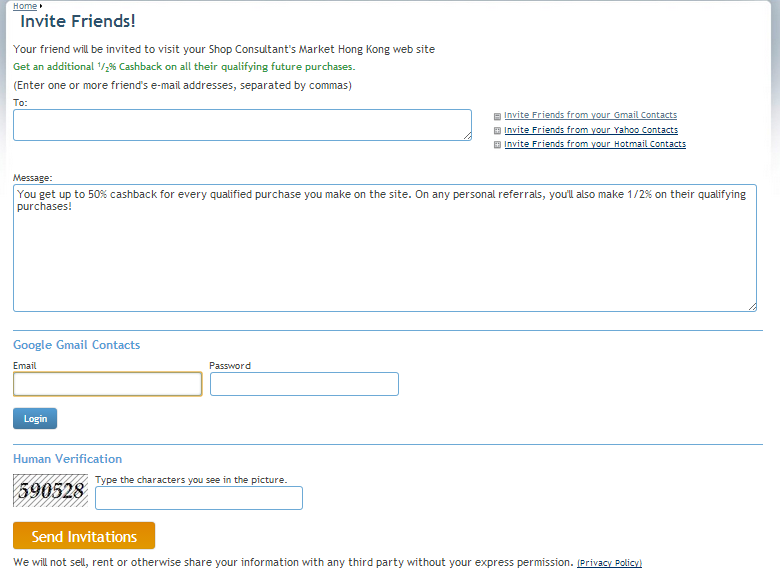 Home
Invite Friends!
Your friend will be invited to visit your Shop Consultant's Market Hong Kong web site
Get an additional 1/2% Cashback on all their qualifying future purchases.
(Enter one or more friend's e-mail addresses, separated by commas)
To:
Invite Friends from your Gmail Contacts
Invite Friends from your Yahoo Contacts
Invite Friends from your Hotmail Contacts
Message:
You get up to 50% cashback for every qualified purchase you make on the site. On any personal referrals, you'll also make 1/2% on their qualifying
purchases!
Google Gmail Contacts
Email Password
Login
Human Verification
590528 Type the characters you see in the picture.
Send Invitations
We will not sell, rent or otherwise share your information with any third party without your express permission. (Privacy Policy)